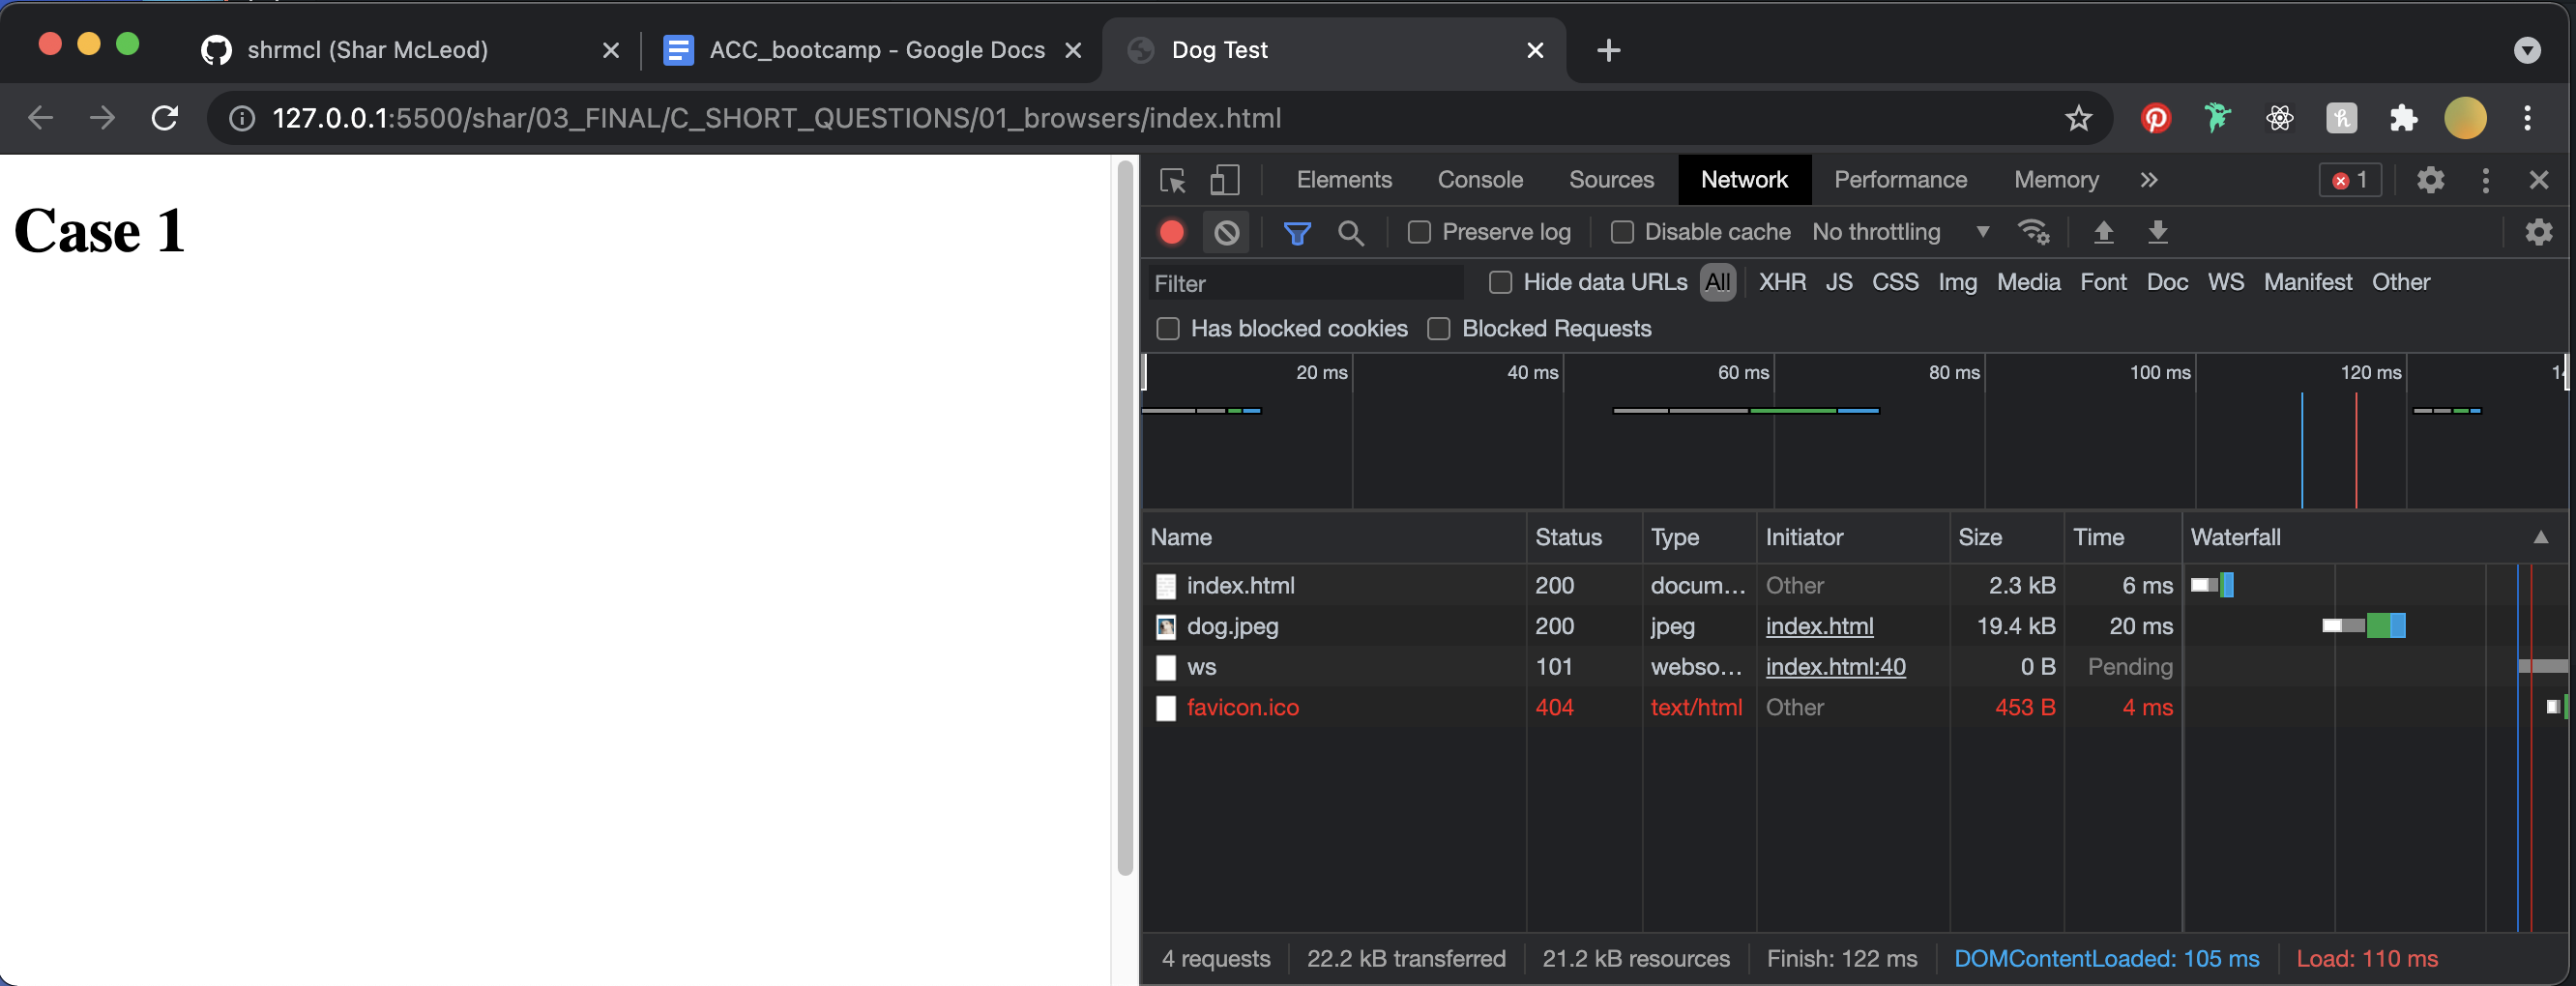 shrmcl (Shar McLeod) ACC_bootcamp - Google Docs Dog Test
127.0.0.1:5500/shar/03_FINAL/C_SHORT_QUESTIONS/01_browsers/index.html
Case 1
Elements Console Sources Network Performance Memory 1
Preserve log Disable cache No throttling
Filter Hide data URLs All XHR JS CSS Img Media Font Doc WS Manifest Other
Has blocked cookies Blocked Requests
20 ms 40 ms 60 ms 80 ms 100 ms 120 ms
Name Status Type Initiator Size Time Waterfall
index.html 200 docum... Other 2.3 kB 6 ms
dog.jpeg 200 jpeg index.html 19.4 kB 20 ms
ws 101 webso... index.html:40 0 B Pending
favicon.ico 404 text/html Other 453 B 4 ms
4 requests 22.2 kB transferred 21.2 kB resources Finish: 122 ms DOMContentLoaded: 105 ms Load: 110 ms